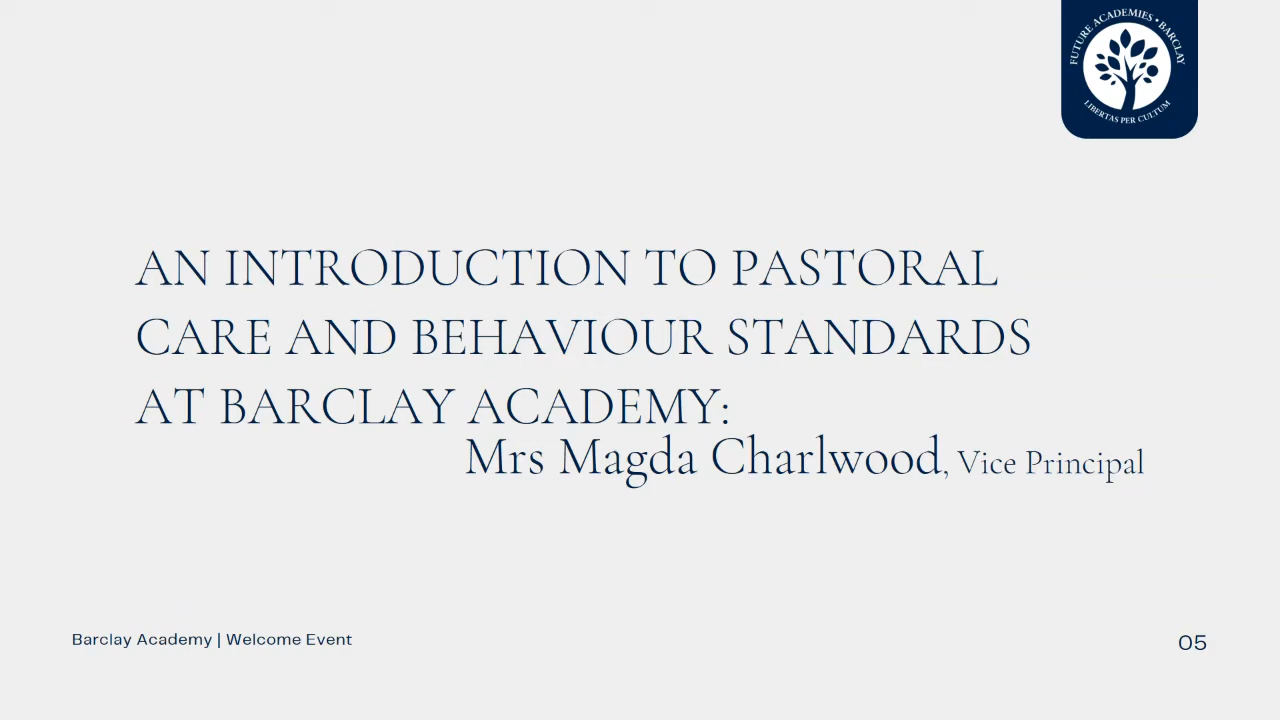 FUTURE ACADEMIES • BARCLAY
LIBERTAS PER CULTUM
AN INTRODUCTION TO PASTORAL
CARE AND BEHAVIOUR STANDARDS
AT BARCLAY ACADEMY:
Mrs Magda Charlwood, Vice Principal
Barclay Academy | Welcome Event
05